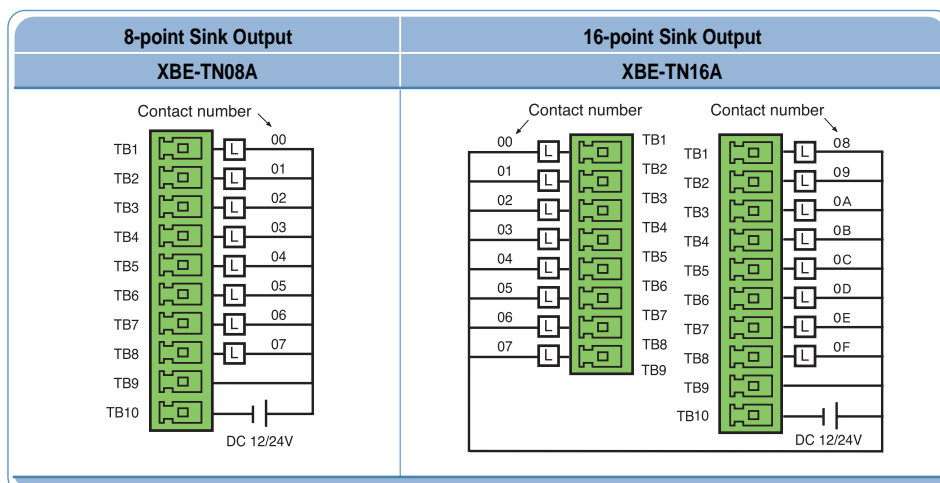 8-point Sink Output
16-point Sink Output
XBE-TN08A
XBE-TN16A
Contact number
TB1 L 00
TB2 L 01
TB3 L 02
TB4 L 03
TB5 L 04
TB6 L 05
TB7 L 06
TB8 L 07
TB9
TB10
DC 12/24V
Contact number
00 L TB1
01 L TB2
02 L TB3
03 L TB4
04 L TB5
05 L TB6
06 L TB7
07 L TB8
TB9
Contact number
TB1 L 08
TB2 L 09
TB3 L 0A
TB4 L 0B
TB5 L 0C
TB6 L 0D
TB7 L 0E
TB8 L 0F
TB9
TB10
DC 12/24V